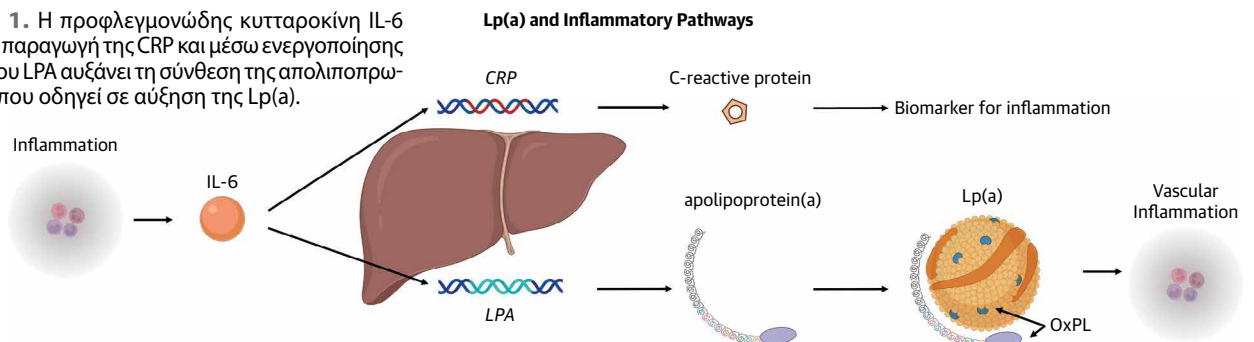 1. Η προφλεγμονώδης κυτταροκίνη IL-6
παραγωγή της CRP και μέσω ενεργοποίησης
ου LPA αυξάνει τη σύνθεση της απολιποπρω-
που οδηγεί σε αύξηση της Lp(a).
Lp(a) and Inflammatory Pathways
CRP
C-reactive protein
Biomarker for inflammation
Inflammation
IL-6
apolipoprotein(a)
Lp(a)
Vascular
Inflammation
LPA
OxPL